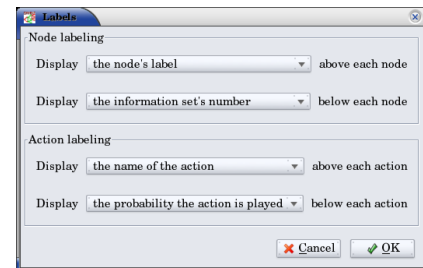 Labels
Node labeling
Display the node's label above each node
Display the information set's number below each node
Action labeling
Display the name of the action above each action
Display the probability the action is played below each action
Cancel OK